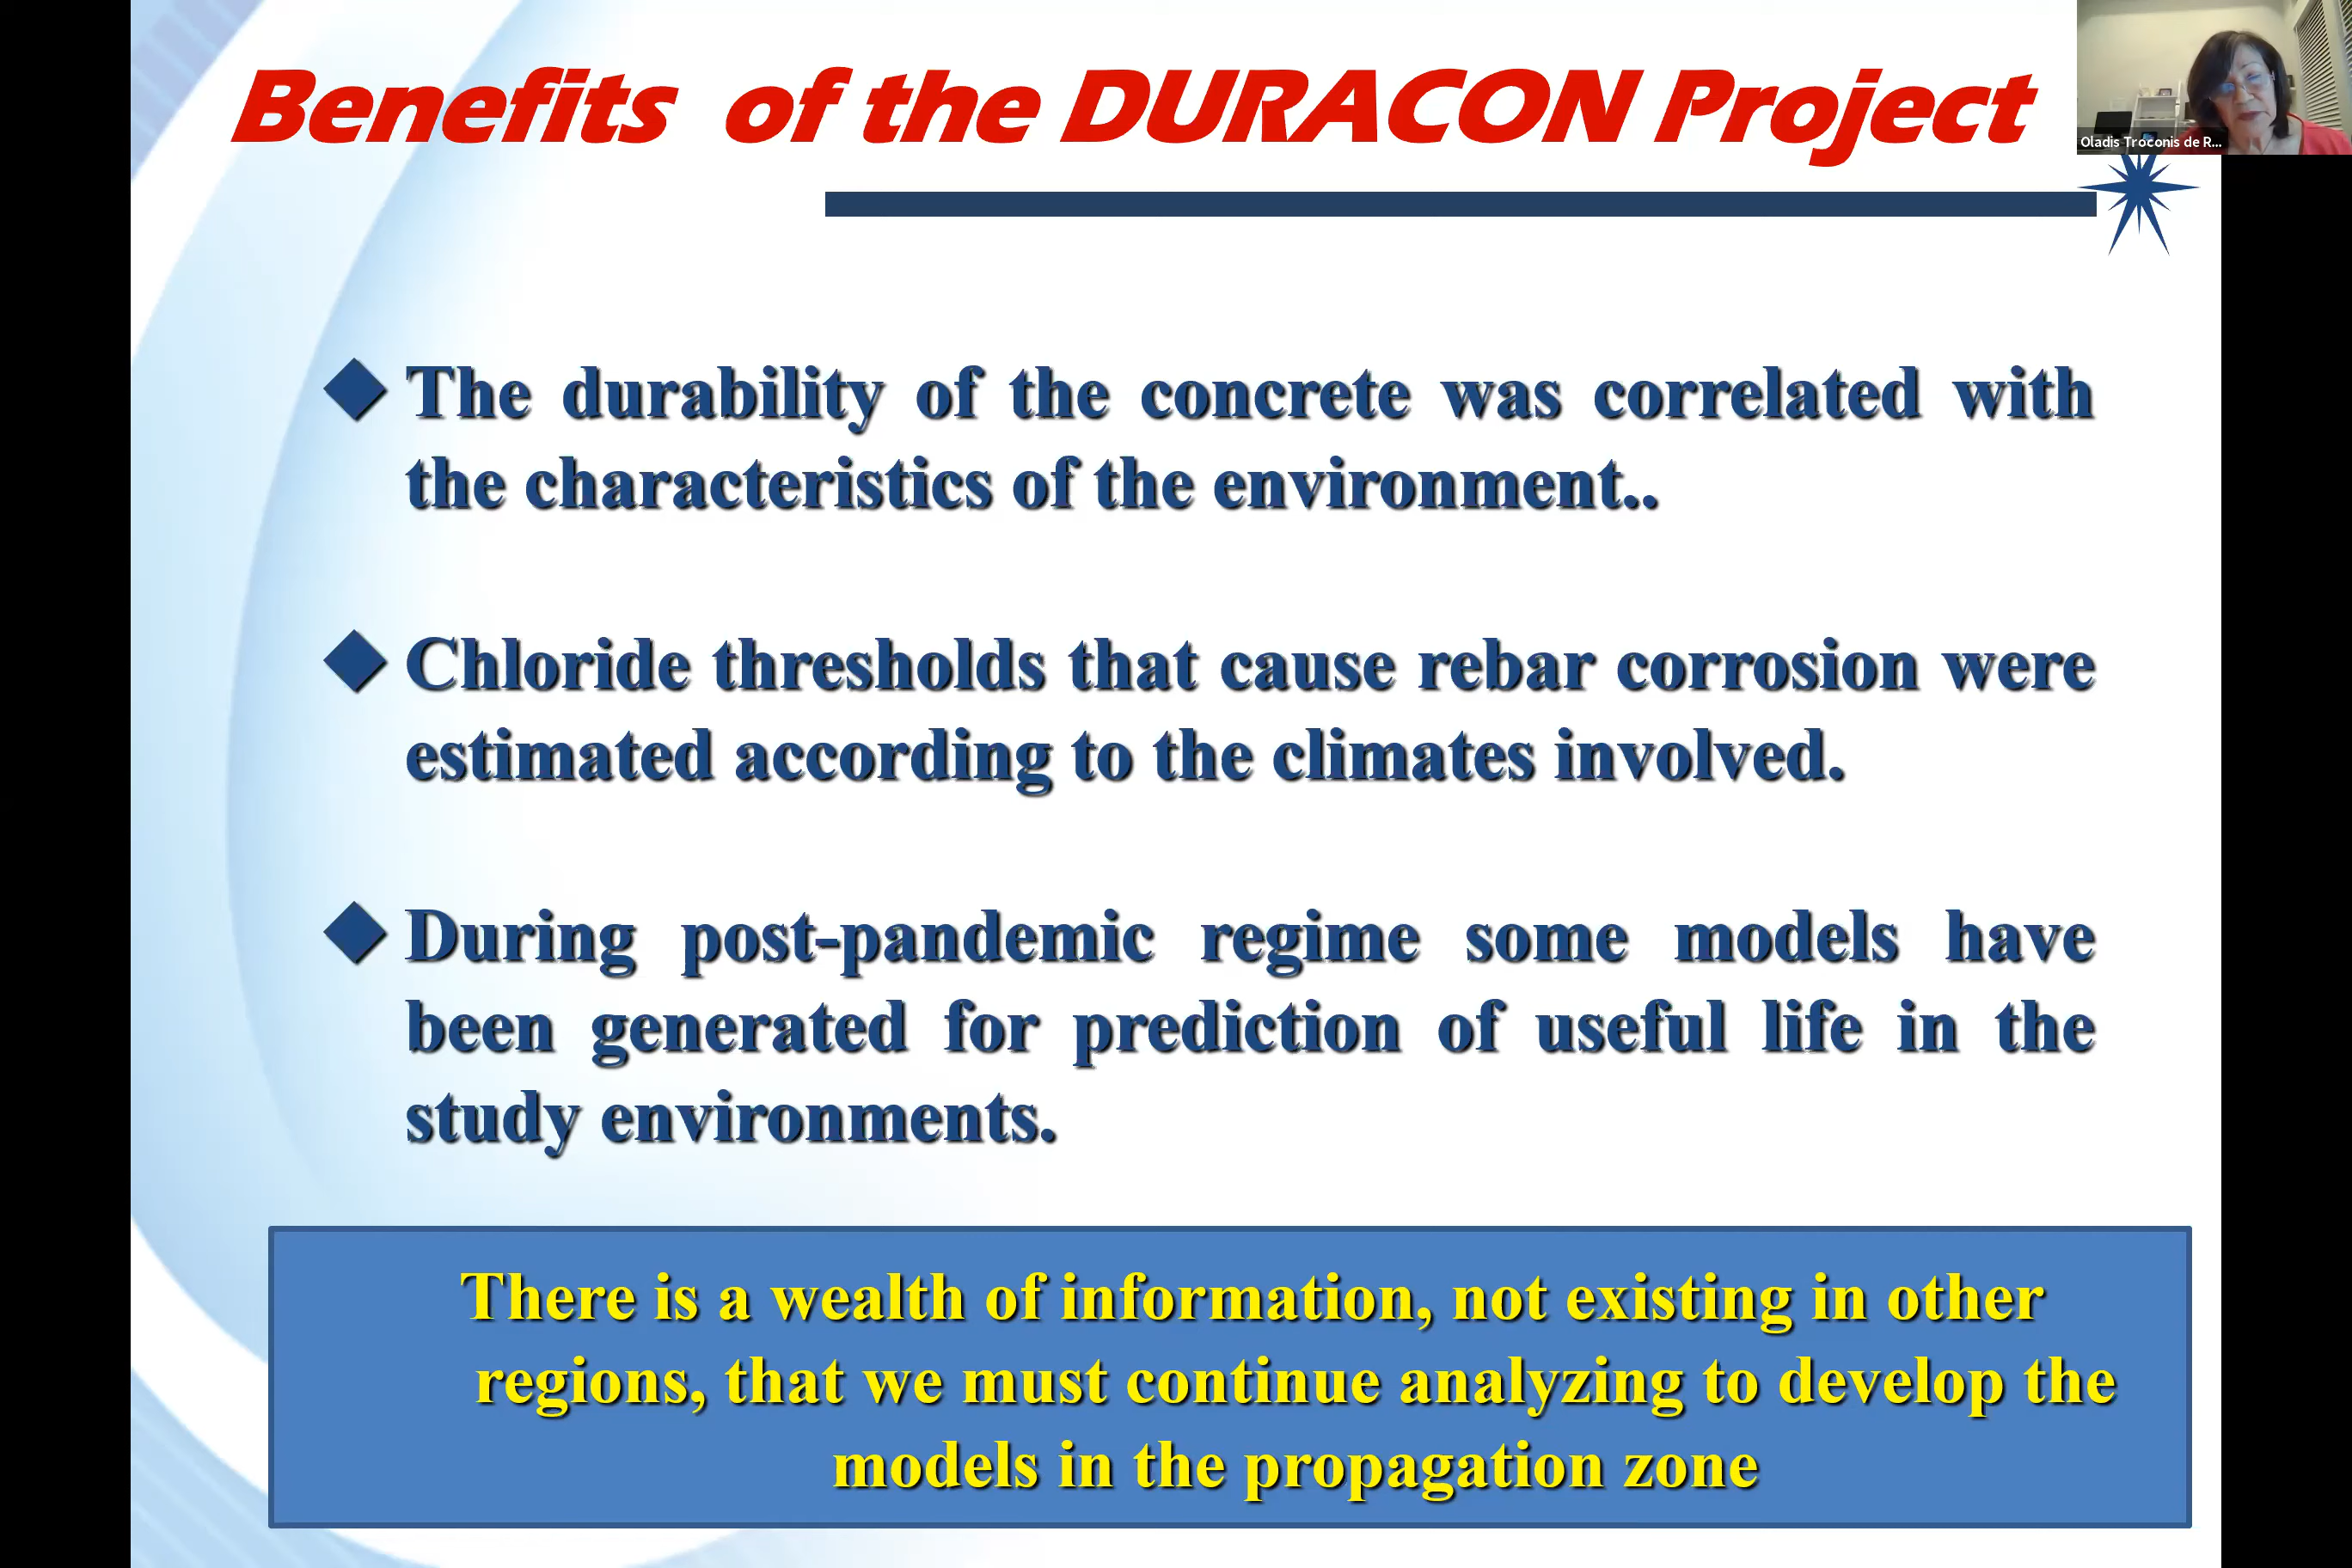 Benefits of the DURACON Project
Oladis Troconis de R...
The durability of the concrete was correlated with
the characteristics of the environment..
Chloride thresholds that cause rebar corrosion were
estimated according to the climates involved.
During post-pandemic regime some models have
been generated for prediction of useful life in the
study environments.
There is a wealth of information, not existing in other
regions, that we must continue analyzing to develop the
models in the propagation zone